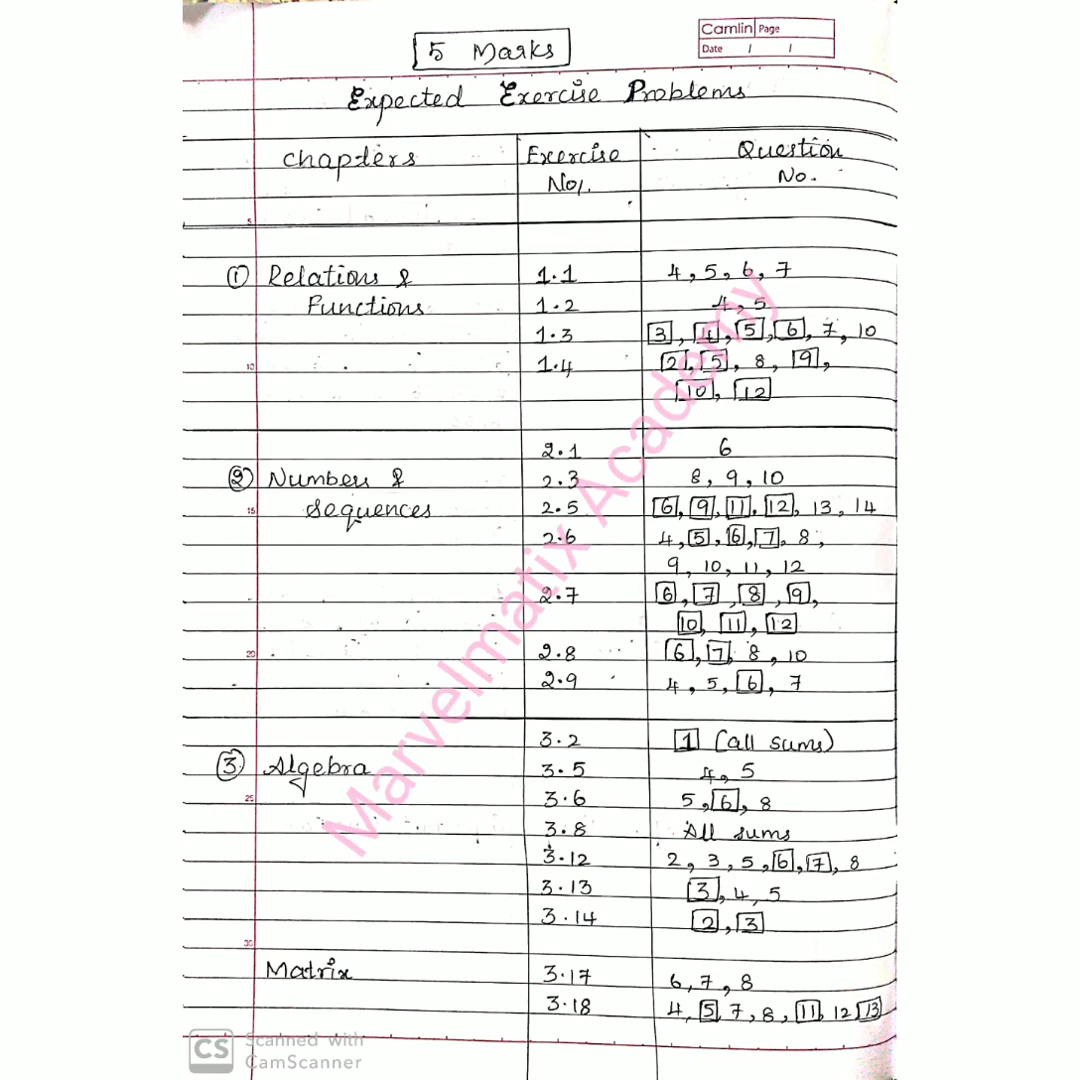 5 Marks
Camlin Page
Date / /
Expected Exercise Problems
Chapters Exercise No/. Question No.
5
① Relations & 1.1 4, 5, 6, 7
Functions 1.2 4, 5
1.3 3, 4, 5, 6, 7, 10
10 1.4 2, 5, 8, 9,
10, 12
2.1 6
② Numbers & 2.3 8, 9, 10
15 Sequences 2.5 6, 9, 11, 12, 13, 14
2.6 4, 5, 6, 7, 8,
9, 10, 11, 12
2.7 6, 7, 8, 9,
10, 11, 12
20 2.8 6, 7, 8, 10
2.9 4, 5, 6, 7
3.2 1 (all sums)
③ Algebra 3.5 4, 5
25 3.6 5, 6, 8
3.8 All sums
3.12 2, 3, 5, 6, 7, 8
3.13 3, 4, 5
3.14 2, 3
30
Matrix 3.17 6, 7, 8
3.18 4, 5, 7, 8, 11, 12 13
Marvelmatix Academy
CS Scanned with
CamScanner